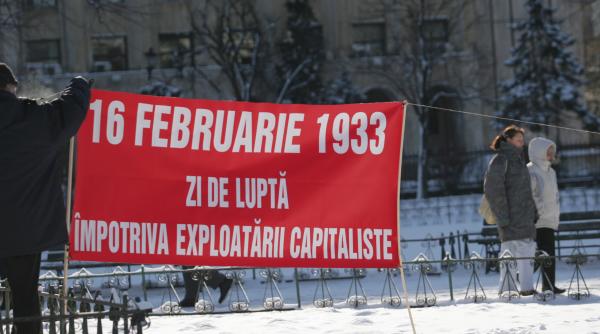 16 FEBRUARIE 1933
ZI DE LUPTĂ
ÎMPOTRIVA EXPLOATĂRII CAPITALISTE